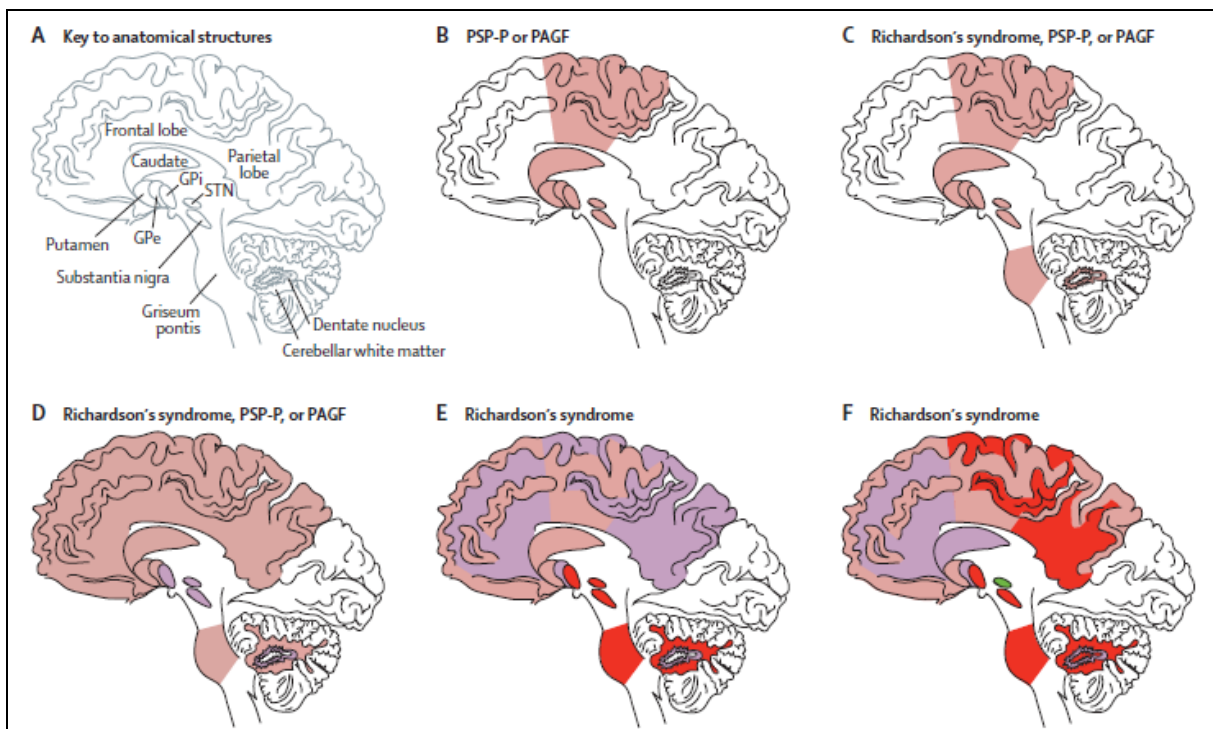 A Key to anatomical structures
B PSP-P or PAGF
C Richardson's syndrome, PSP-P, or PAGF
Frontal lobe
Parietal
lobe
Caudate
GPi
STN
Putamen
GPe
Substantia nigra
Griseum
pontis
Dentate nucleus
Cerebellar white matter
D Richardson's syndrome, PSP-P, or PAGF
E Richardson's syndrome
F Richardson's syndrome